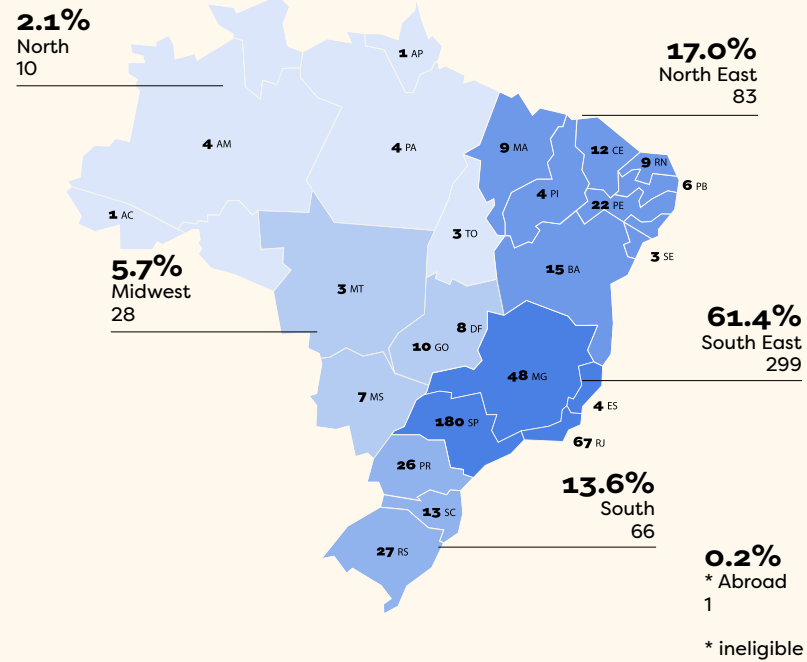 2.1%
North
10
1 AP
17.0%
North East
83
4 AM
4 PA
9 MA
12 CE
9 RN
6 PB
4 PI
22 PE
1 AC
3 TO
3 SE
15 BA
5.7%
Midwest
28
3 MT
8 DF
10 GO
61.4%
South East
299
48 MG
7 MS
4 ES
180 SP
67 RJ
26 PR
13.6%
South
66
13 SC
27 RS
0.2%
* Abroad
1
* ineligible